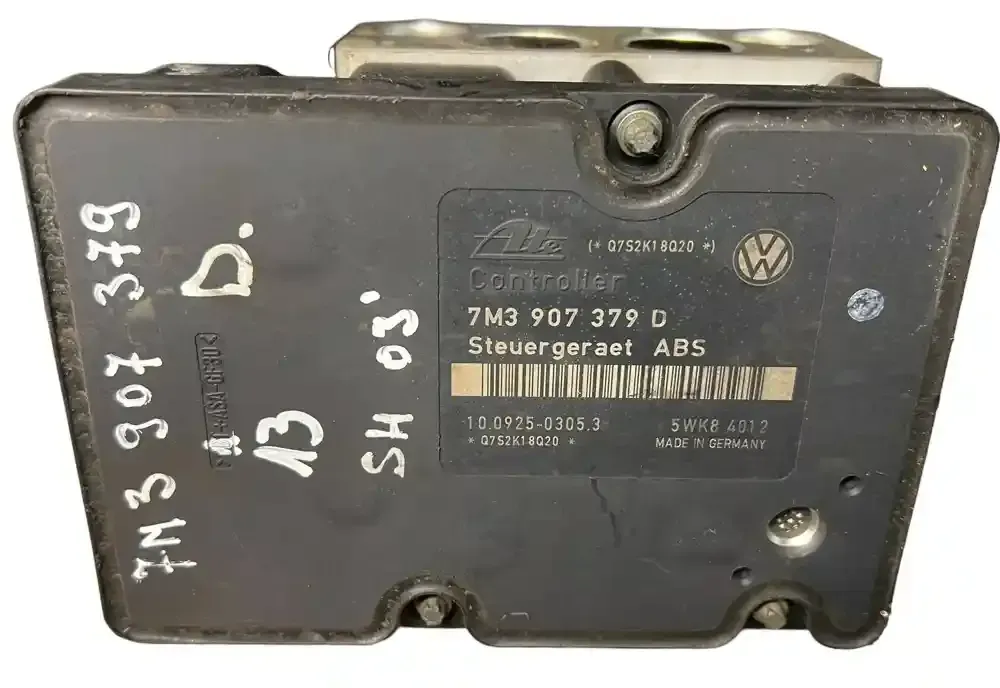 7M3 907 379
D.
13
SH 03'
Ate
(* Q7S2K18Q20 *)
Controller
7M3 907 379 D
Steuergeraet ABS
10.0925-0305.3
5WK8 4012
* Q7S2K18Q20 *
MADE IN GERMANY